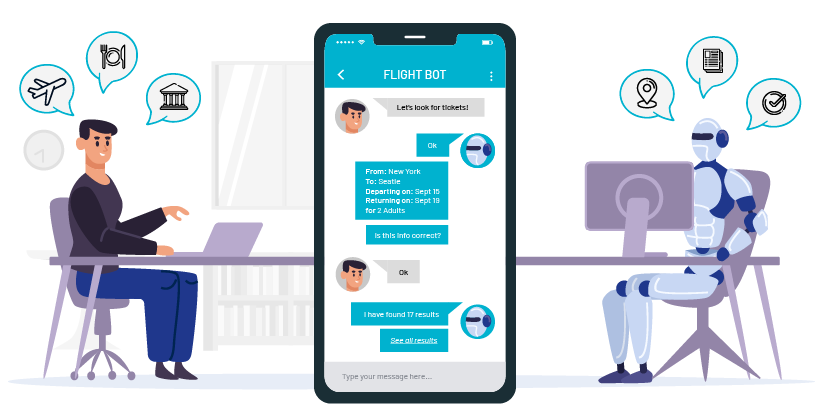 FLIGHT BOT
Let's look for tickets!
Ok
From: New York
To: Seatle
Departing on: Sept 15
Returning on: Sept 19
for 2 Adults
Is this info correct?
Ok
I have found 17 results
See all results
Type your message here...